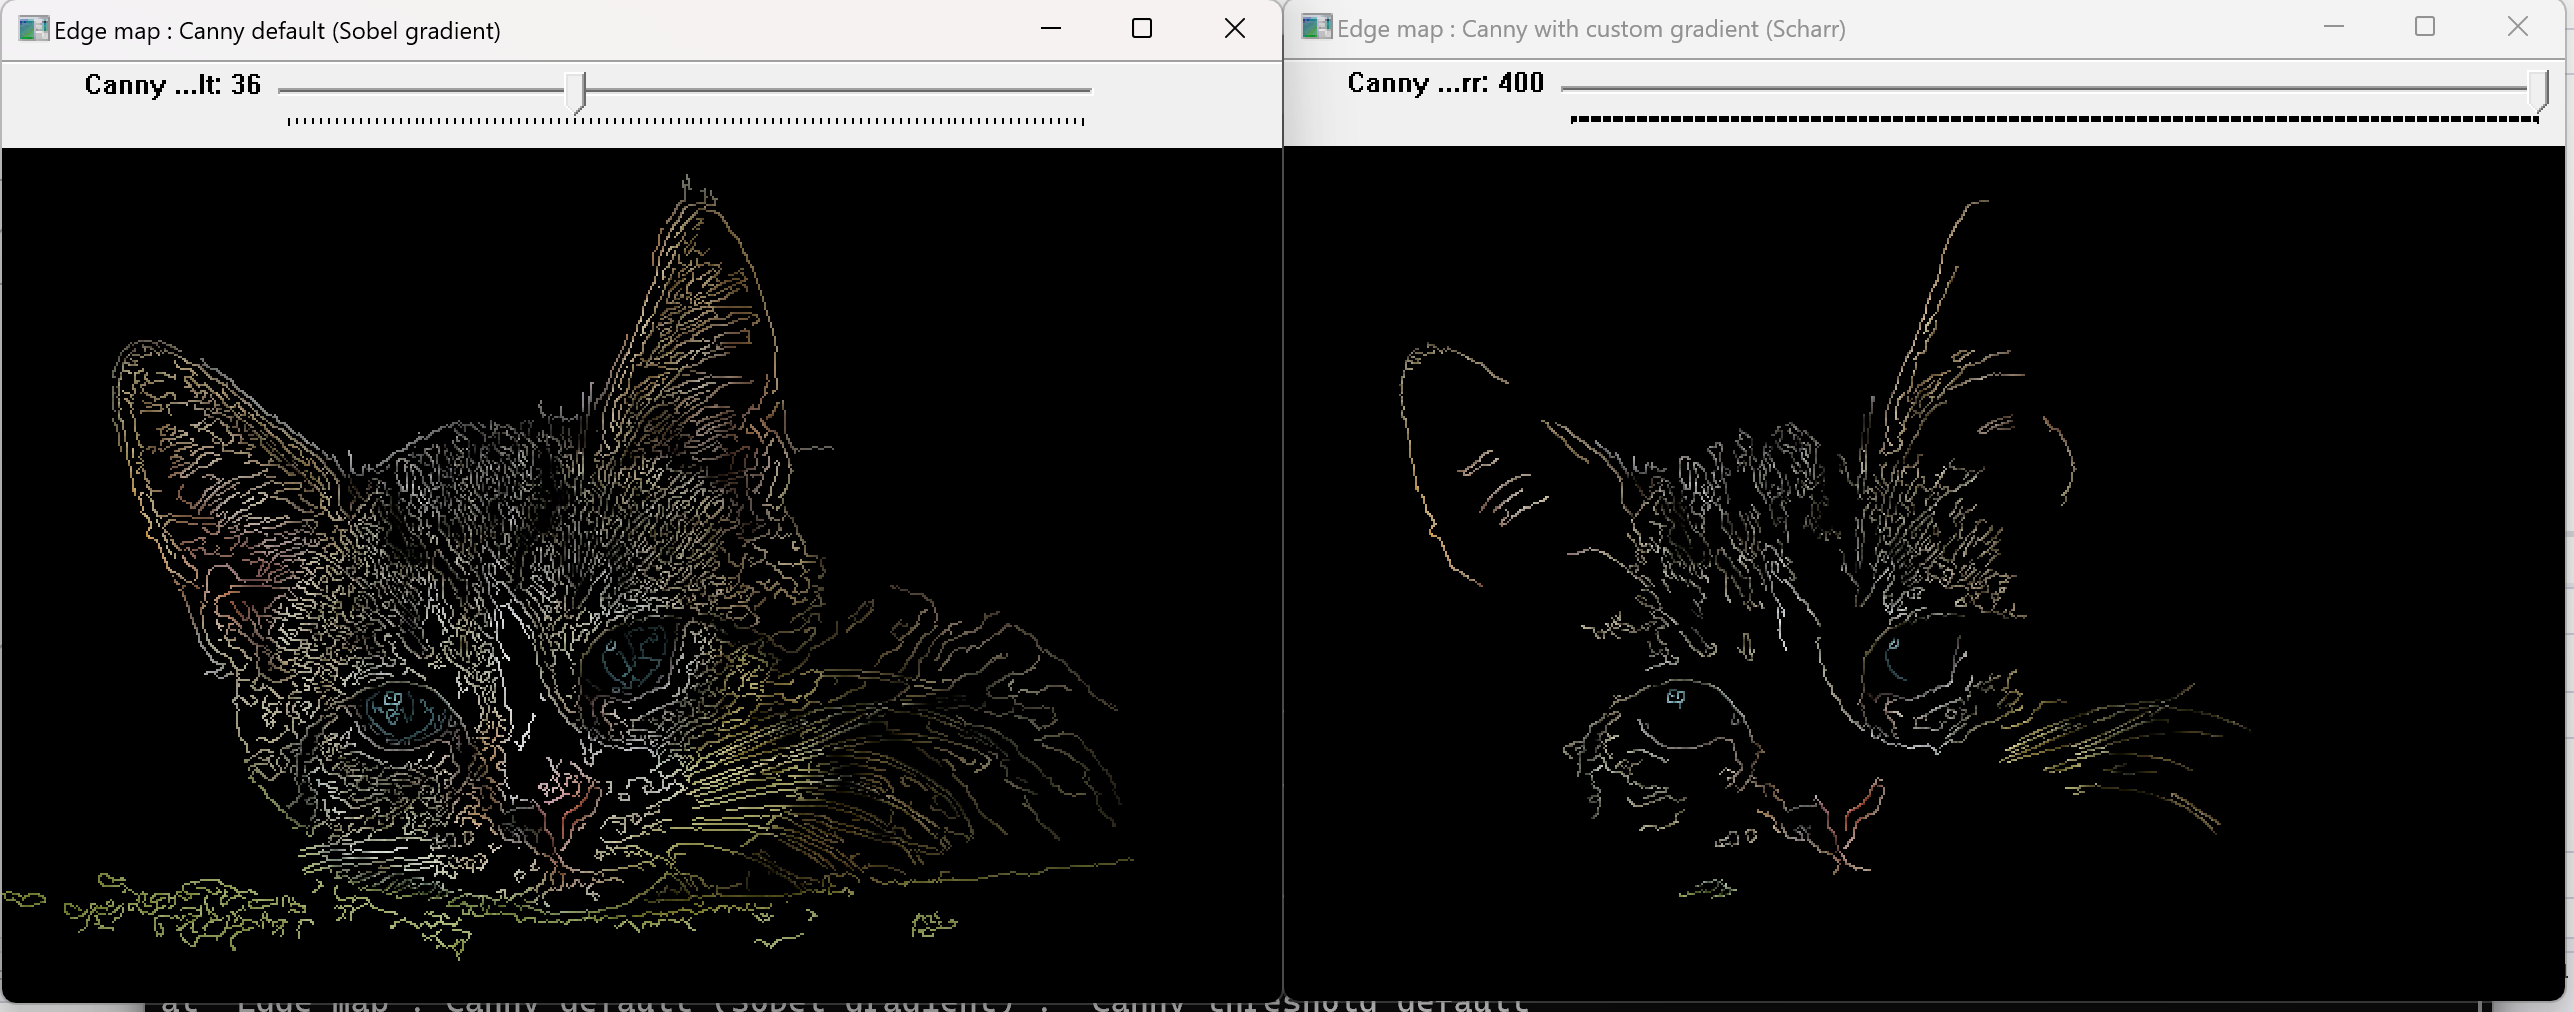 Edge map : Canny default (Sobel gradient)
Canny ...lt: 36
Edge map : Canny with custom gradient (Scharr)
Canny ...rr: 400
at 'Edge map : Canny default (Sobel gradient) : 'Canny threshold default